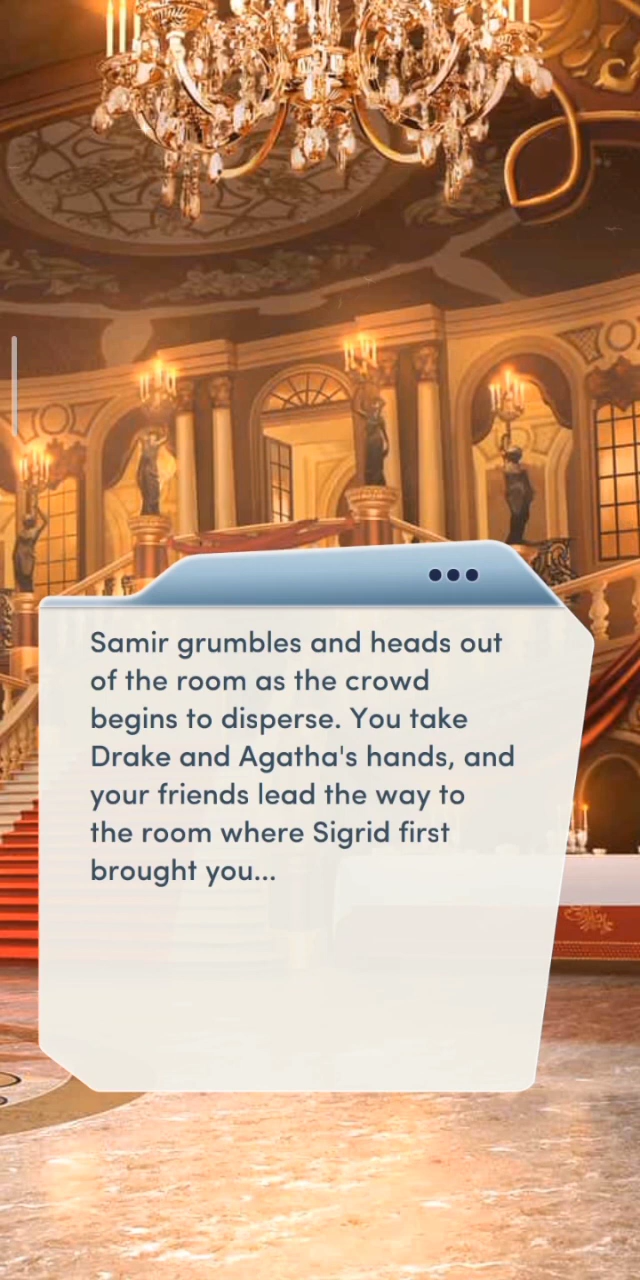 Samir grumbles and heads out
of the room as the crowd
begins to disperse. You take
Drake and Agatha's hands, and
your friends lead the way to
the room where Sigrid first
brought you...